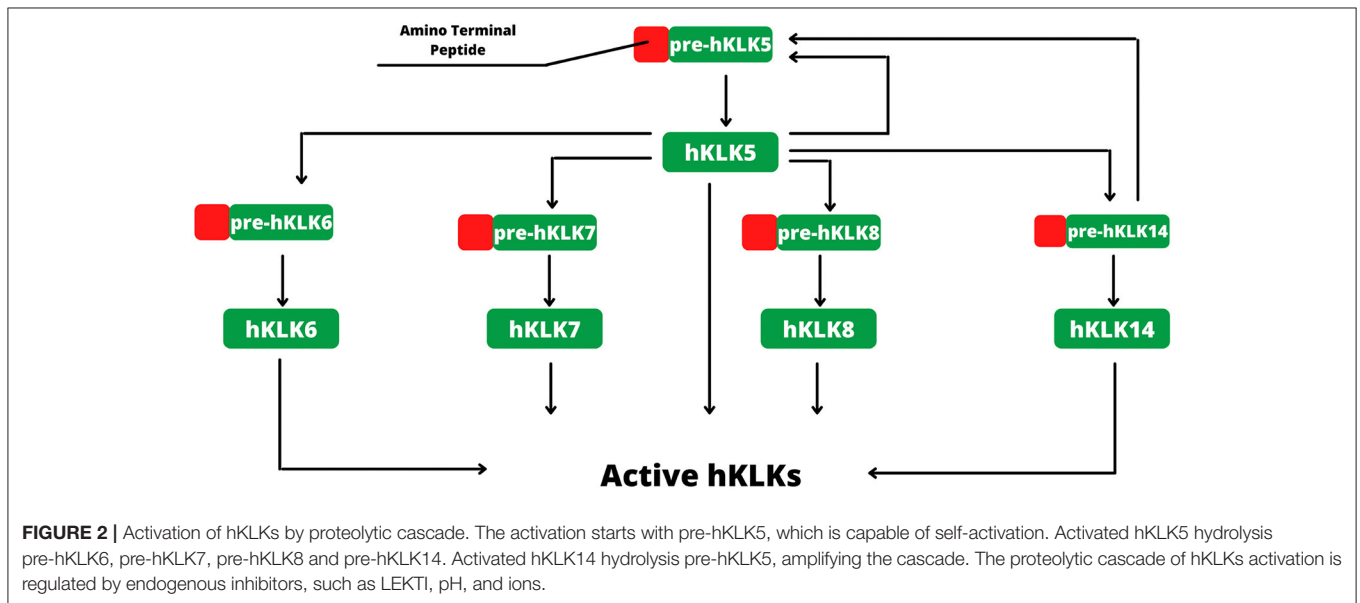 Amino Terminal
Peptide
pre-hKLK5
hKLK5
pre-hKLK6
pre-hKLK7
pre-hKLK8
pre-hKLK14
hKLK6
hKLK7
hKLK8
hKLK14
Active hKLKs
FIGURE 2 | Activation of hKLKs by proteolytic cascade. The activation starts with pre-hKLK5, which is capable of self-activation. Activated hKLK5 hydrolysis
pre-hKLK6, pre-hKLK7, pre-hKLK8 and pre-hKLK14. Activated hKLK14 hydrolysis pre-hKLK5, amplifying the cascade. The proteolytic cascade of hKLKs activation is
regulated by endogenous inhibitors, such as LEKTI, pH, and ions.